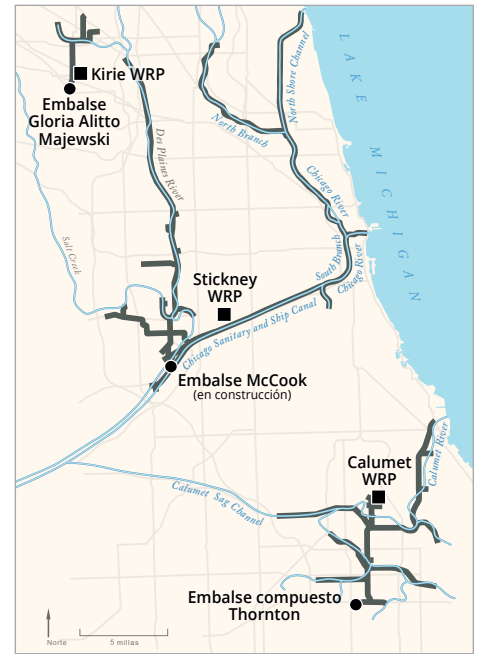 LAKE MICHIGAN
North Shore Channel
Kirie WRP
Embalse
Gloria Alitto
Majewski
North Branch
Des Plaines River
Chicago River
Salt Creek
South Branch
Chicago River
Stickney
WRP
Chicago Sanitary and Ship Canal
Embalse McCook
(en construcción)
Calumet River
Calumet
WRP
Calumet Sag Channel
Embalse compuesto
Thornton
Norte
5 millas